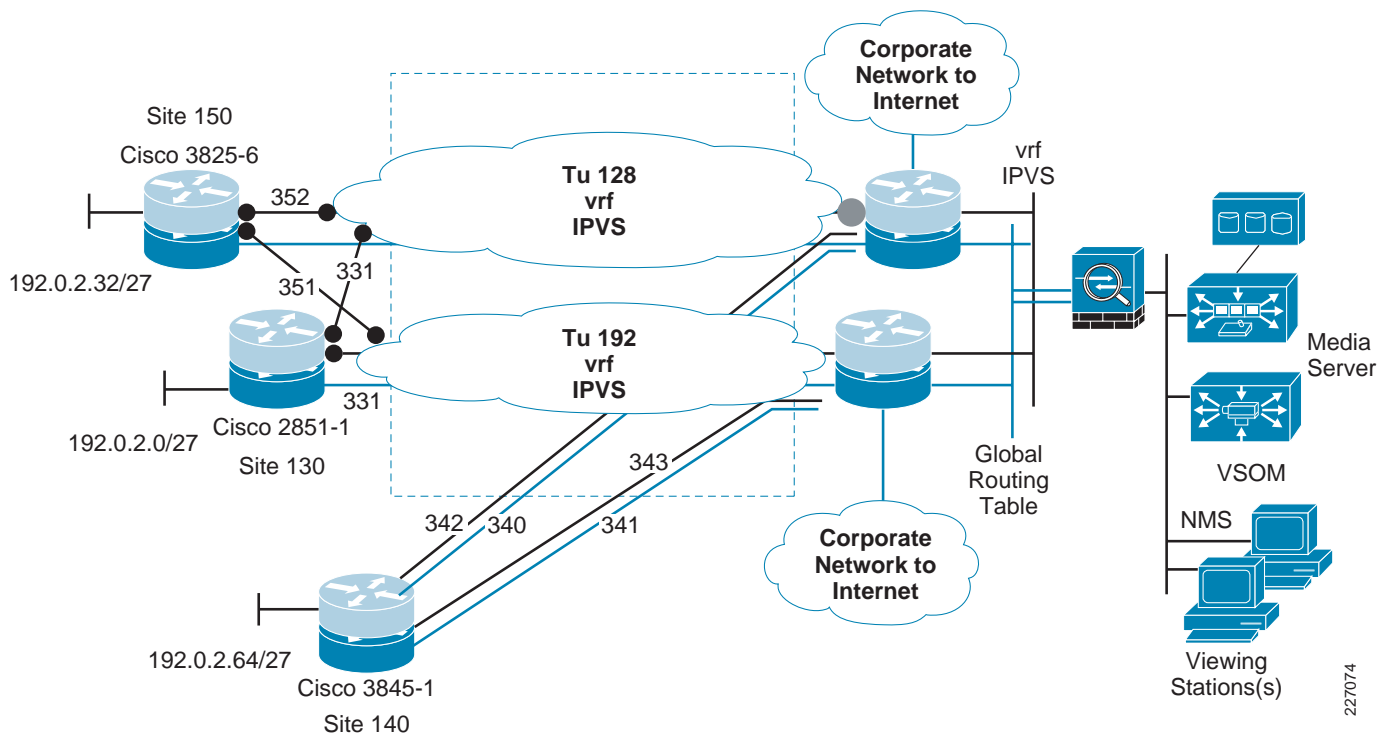 Site 150
Cisco 3825-6
192.0.2.32/27
352
351
331
Cisco 2851-1
Site 130
192.0.2.0/27
331
Tu 128
vrf
IPVS
Tu 192
vrf
IPVS
Corporate
Network to
Internet
vrf
IPVS
Global
Routing
Table
Corporate
Network to
Internet
342
340
343
341
192.0.2.64/27
Cisco 3845-1
Site 140
Media
Server
VSOM
NMS
Viewing
Stations(s)
227074